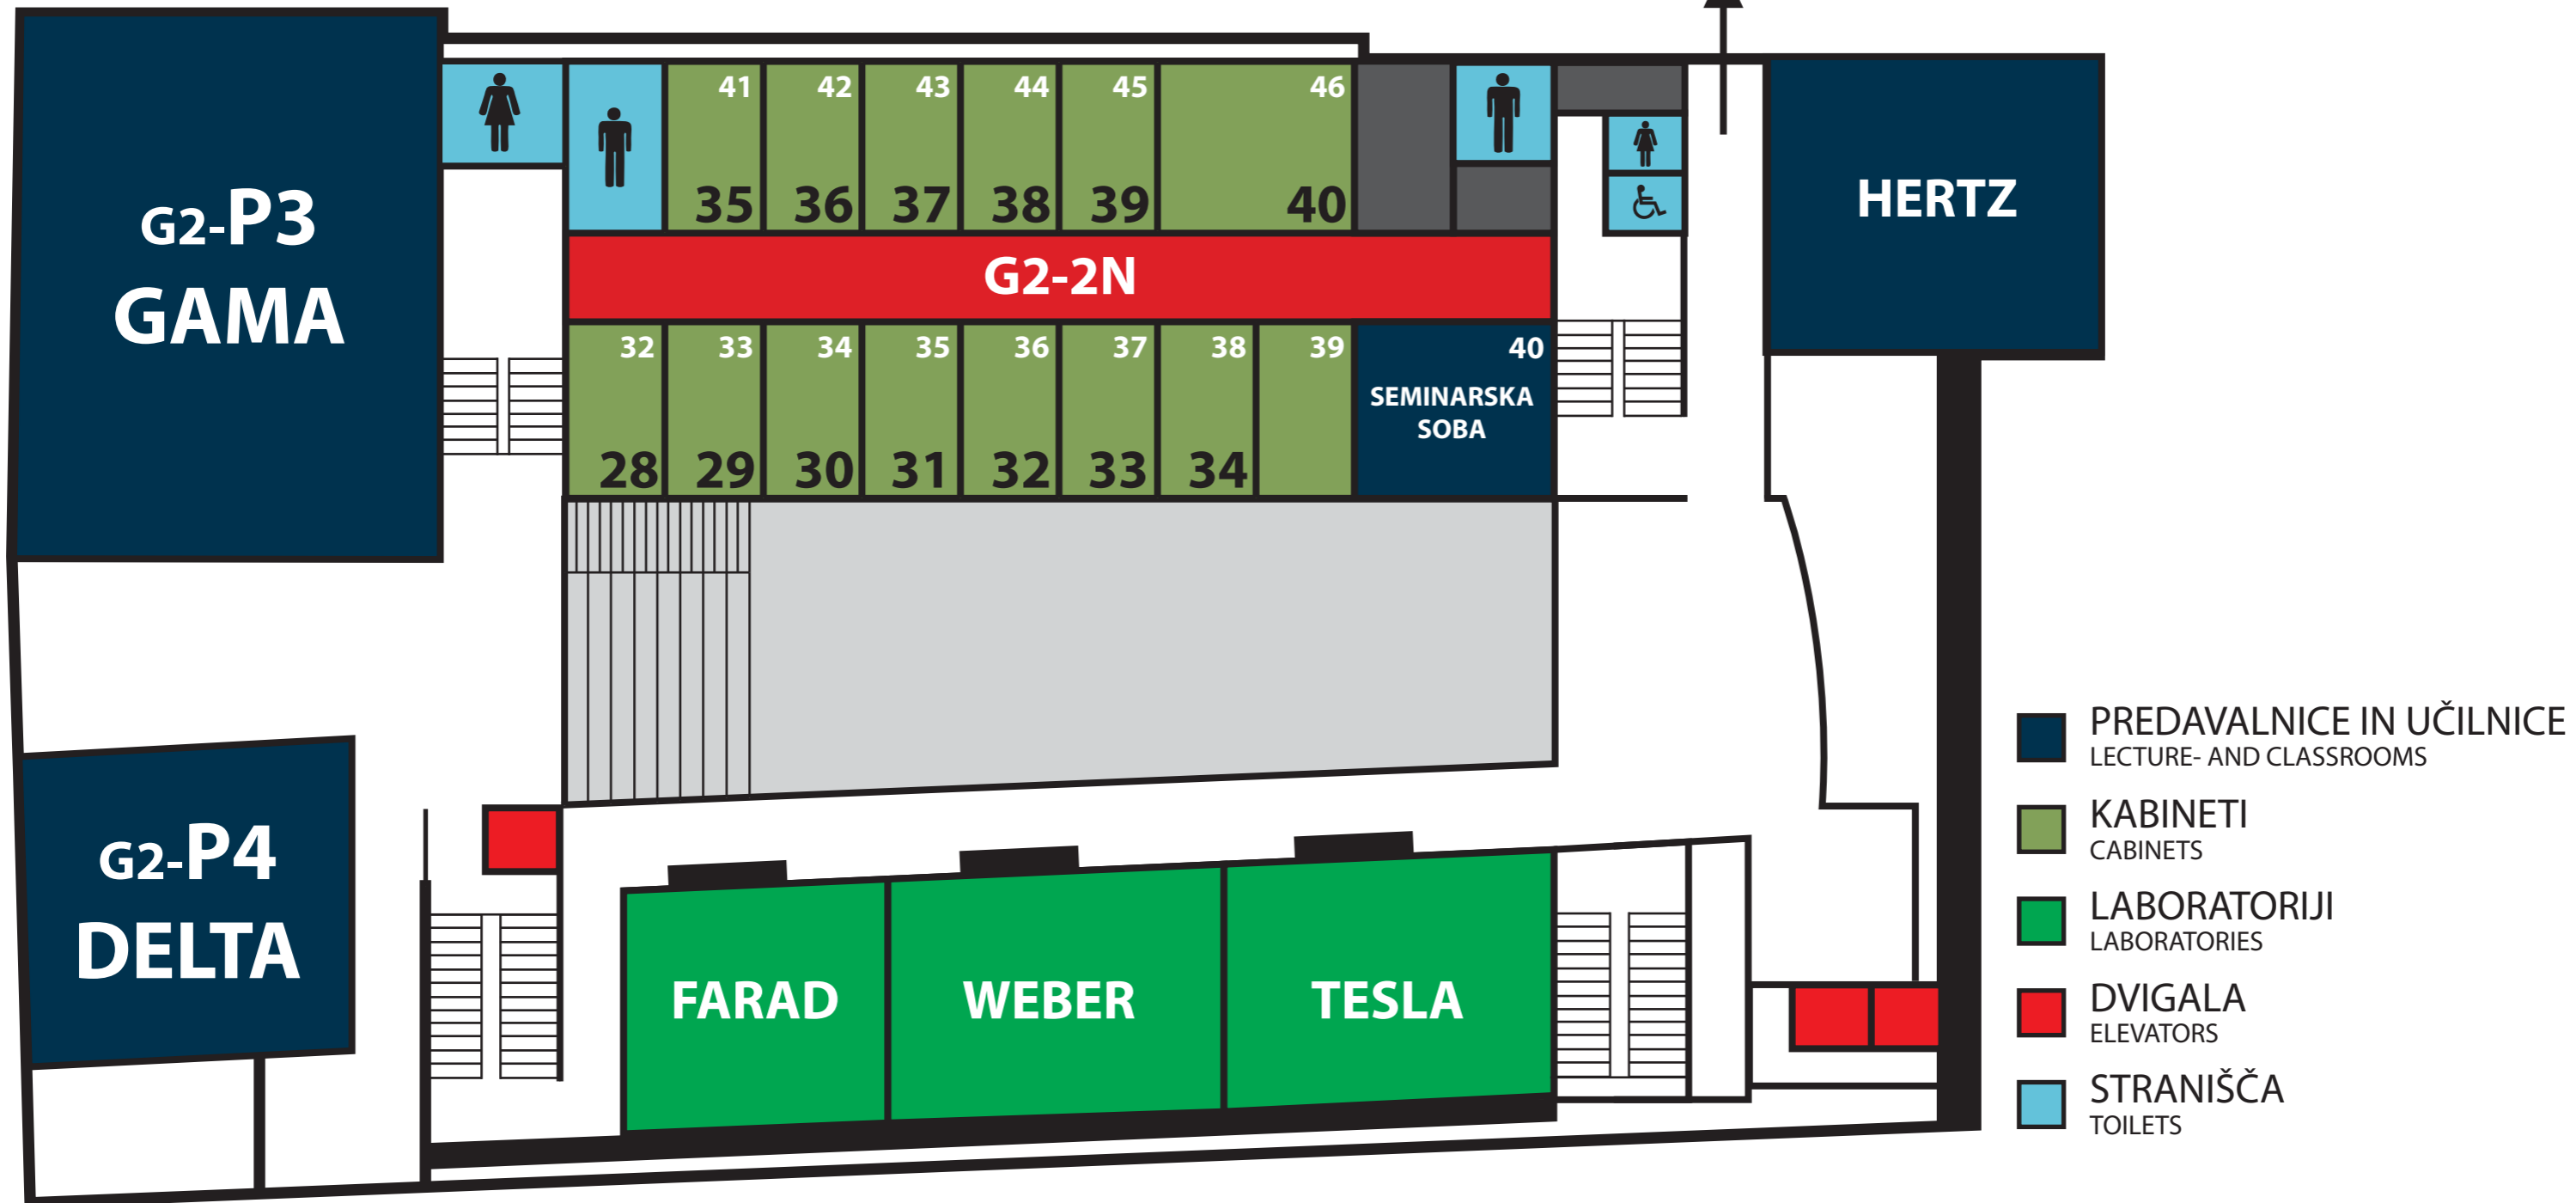 G2-P3
GAMA
41 42 43 44 45 46
35 36 37 38 39 40
HERTZ
G2-2N
32 33 34 35 36 37 38 39 40
SEMINARSKA
SOBA
28 29 30 31 32 33 34
G2-P4
DELTA
FARAD
WEBER
TESLA
PREDAVALNICE IN UČILNICE
LECTURE- AND CLASSROOMS
KABINETI
CABINETS
LABORATORIJI
LABORATORIES
DVIGALA
ELEVATORS
STRANIŠČA
TOILETS